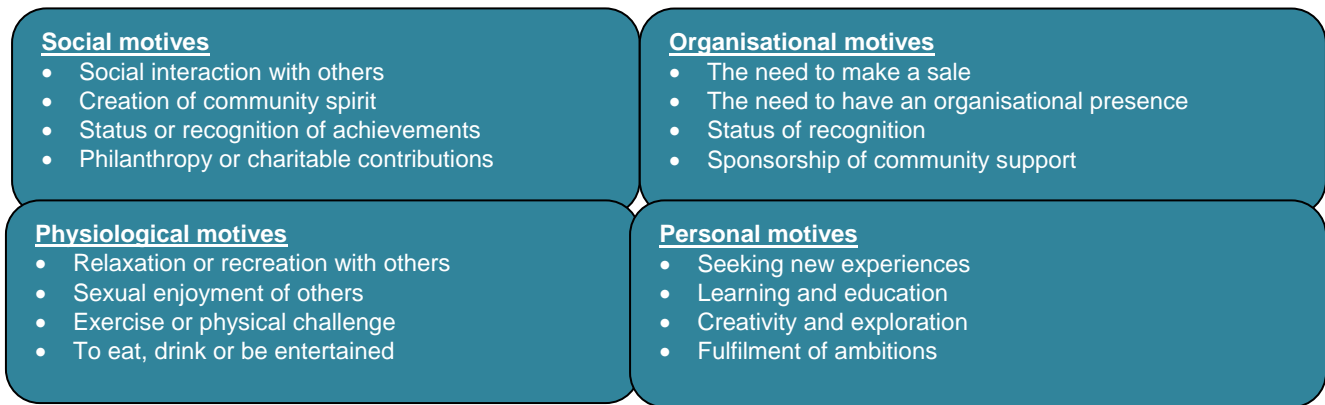 Social motives
• Social interaction with others
• Creation of community spirit
• Status or recognition of achievements
• Philanthropy or charitable contributions
Organisational motives
• The need to make a sale
• The need to have an organisational presence
• Status of recognition
• Sponsorship of community support
Physiological motives
• Relaxation or recreation with others
• Sexual enjoyment of others
• Exercise or physical challenge
• To eat, drink or be entertained
Personal motives
• Seeking new experiences
• Learning and education
• Creativity and exploration
• Fulfilment of ambitions